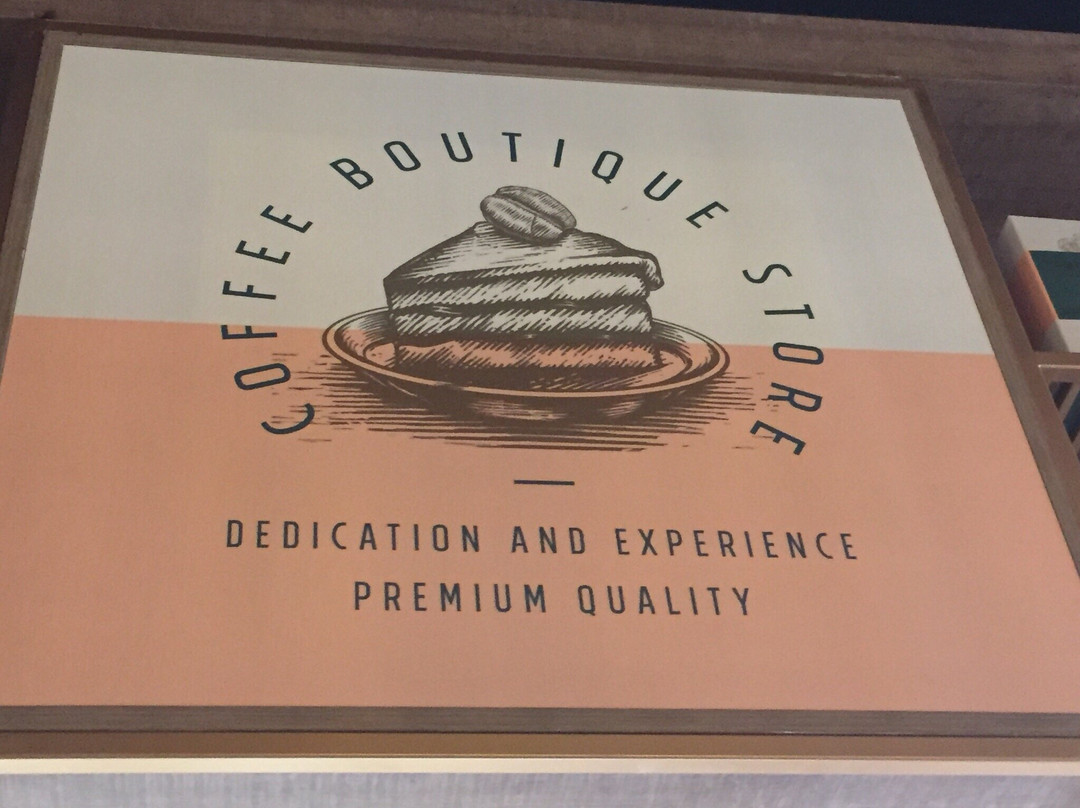 COFFEE BOUTIQUE STORE
DEDICATION AND EXPERIENCE
PREMIUM QUALITY